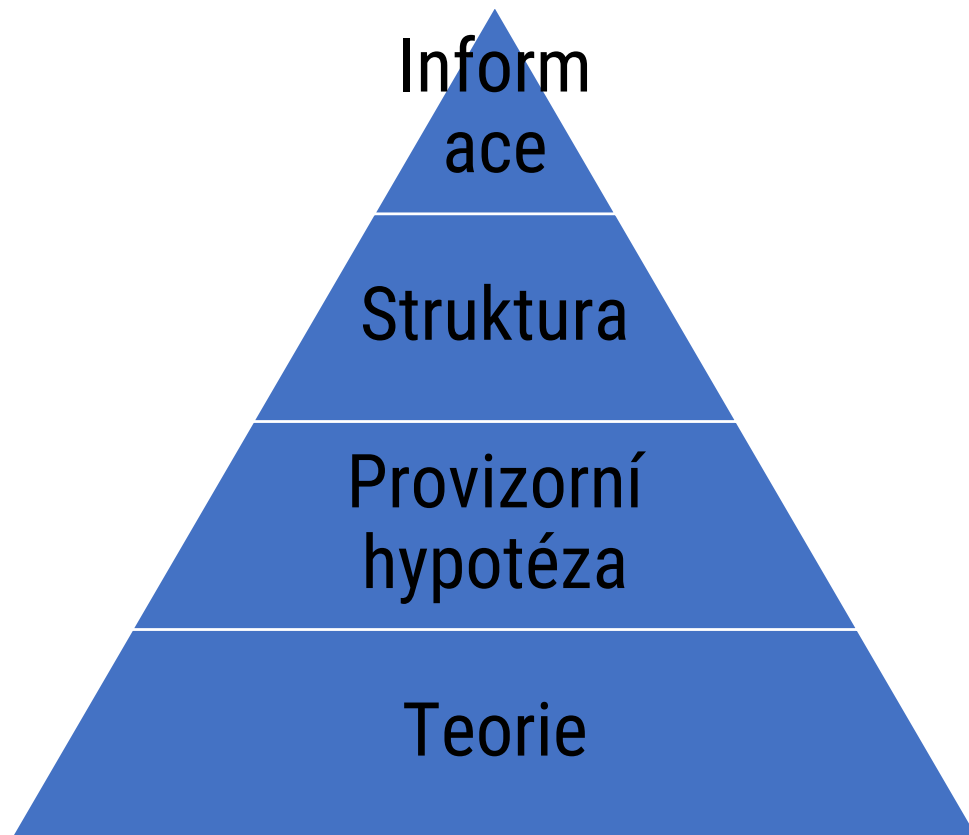 Inform
ace
Struktura
Provizorní
hypotéza
Teorie